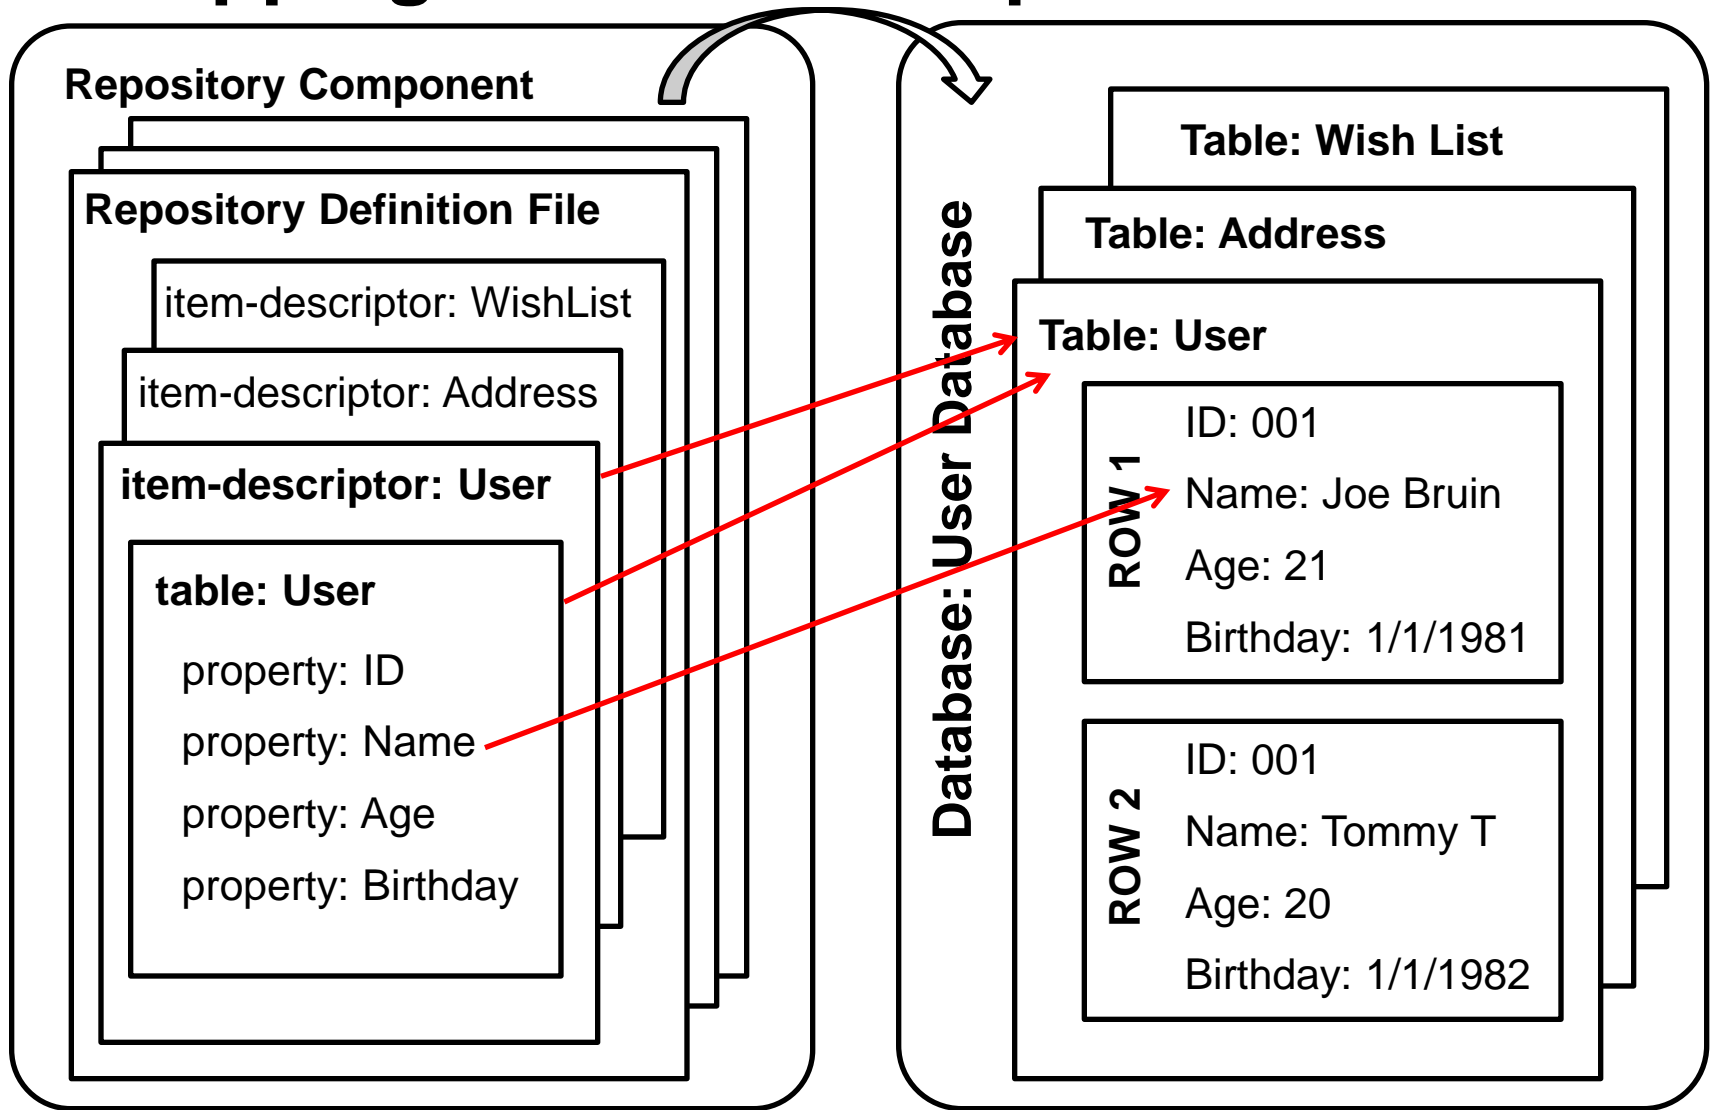 Repository Component
Repository Definition File
item-descriptor: WishList
item-descriptor: Address
item-descriptor: User
table: User
property: ID
property: Name
property: Age
property: Birthday
Database: User Database
Table: Wish List
Table: Address
Table: User
ROW 1
ID: 001
Name: Joe Bruin
Age: 21
Birthday: 1/1/1981
ROW 2
ID: 001
Name: Tommy T
Age: 20
Birthday: 1/1/1982